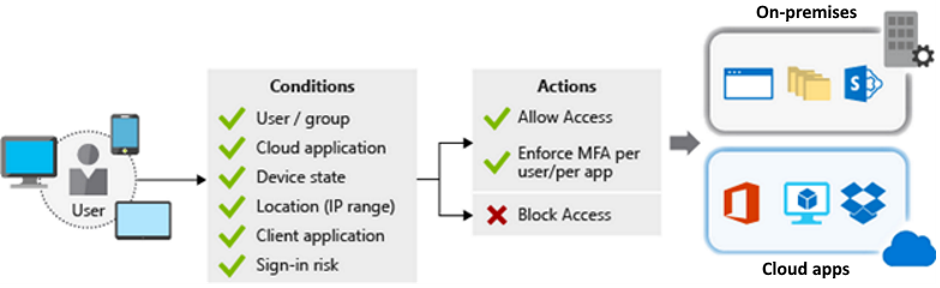 On-premises
Conditions
User / group
Cloud application
Device state
Location (IP range)
Client application
Sign-in risk
User
Actions
Allow Access
Enforce MFA per
user/per app
Block Access
S
Cloud apps